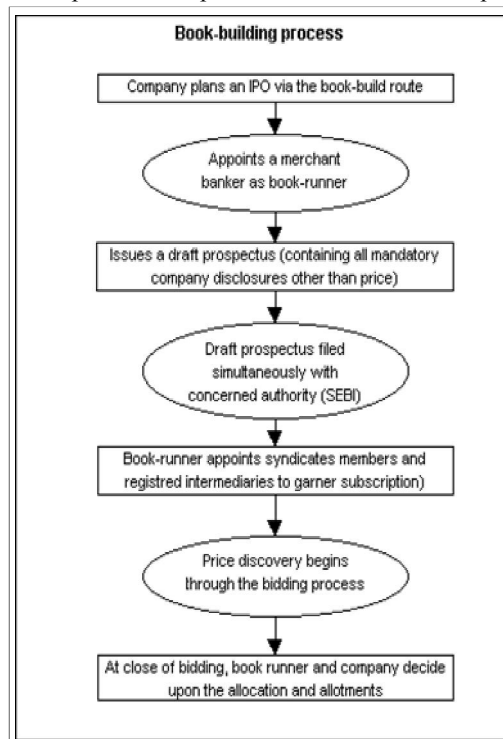 Book-building process
Company plans an IPO via the book-build route
Appoints a merchant
banker as book-runner
Issues a draft prospectus (containing all mandatory
company disclosures other than price)
Draft prospectus filed
simultaneously with
concerned authority (SEBI)
Book-runner appoints syndicates members and
registred intermediaries to garner subscription)
Price discovery begins
through the bidding process
At close of bidding, book runner and company decide
upon the allocation and allotments